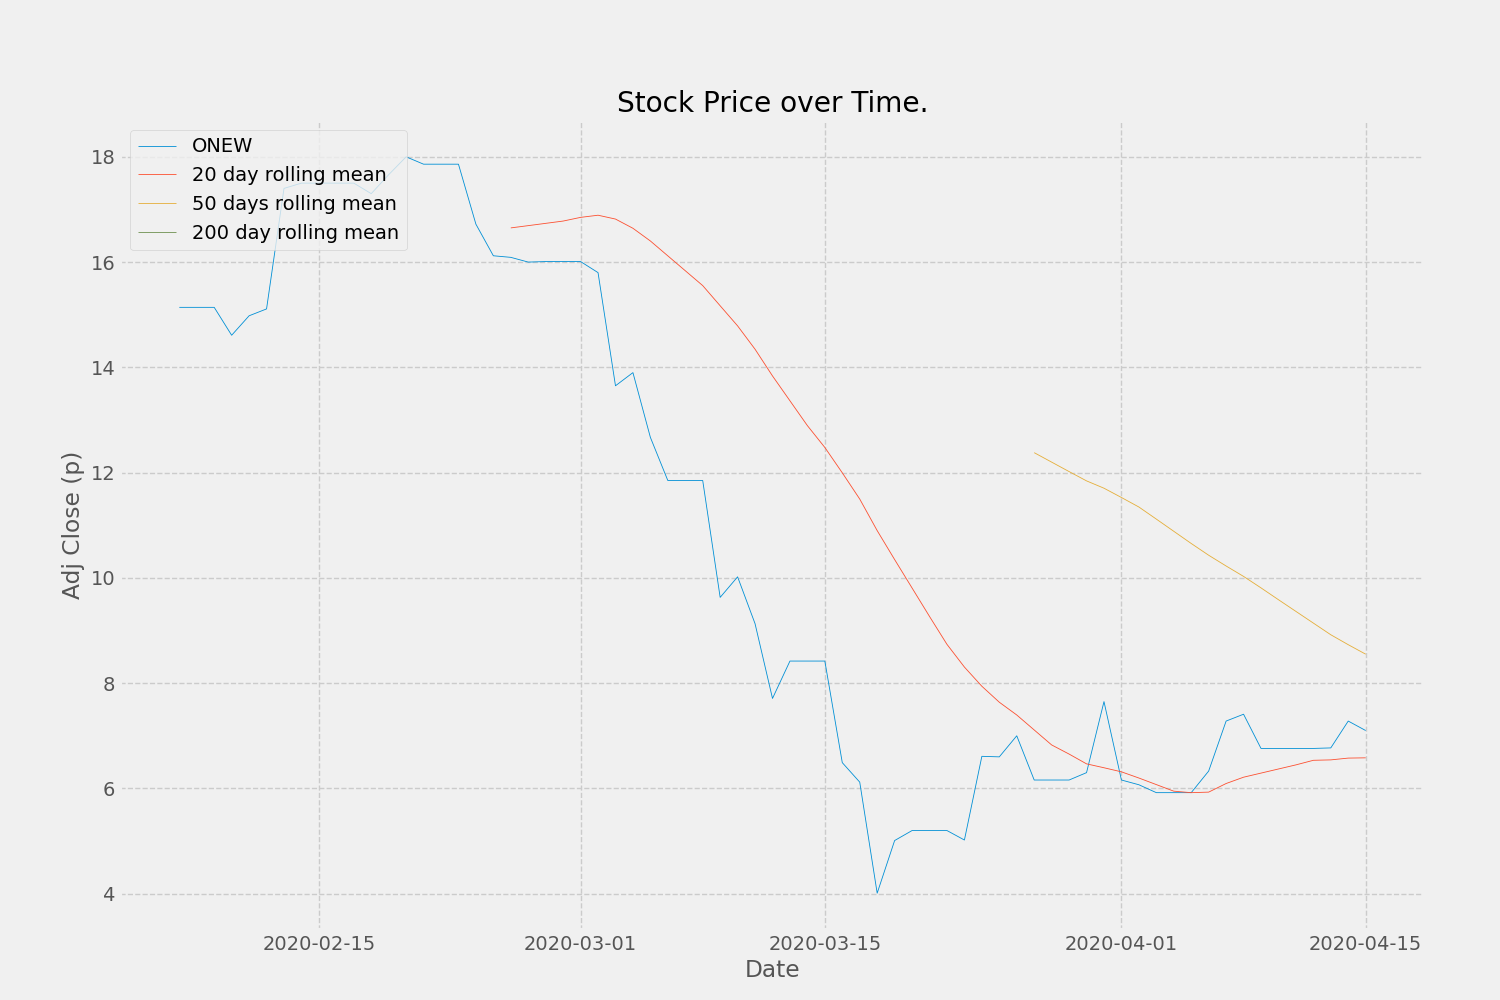 Stock Price over Time.
ONEW
20 day rolling mean
50 days rolling mean
200 day rolling mean
18
16
14
12
10
8
6
4
Adj Close (p)
2020-02-15
2020-03-01
2020-03-15
2020-04-01
2020-04-15
Date